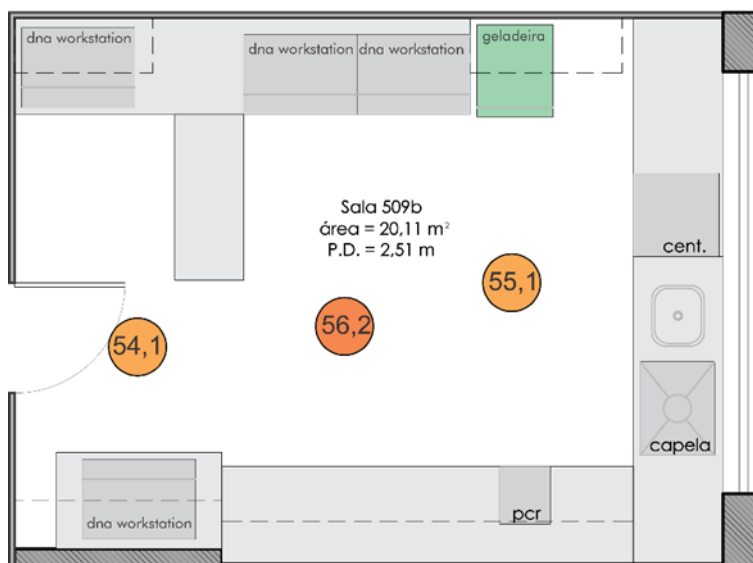 dna workstation
dna workstation
dna workstation
geladeira
Sala 509b
área = 20,11 m²
P.D. = 2,51 m
cent.
55,1
56,2
54,1
capela
pcr
dna workstation